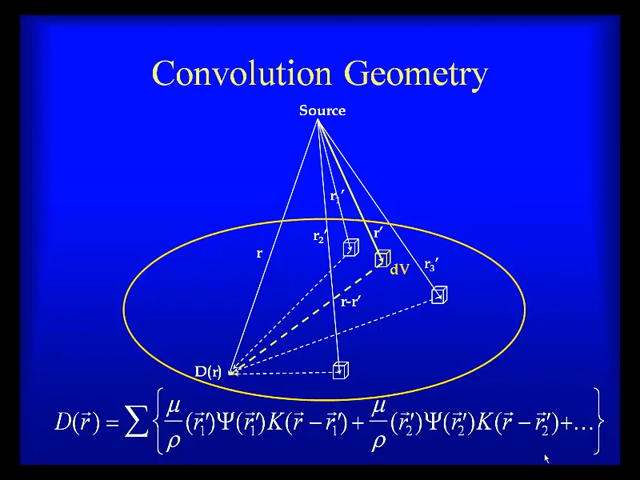 Convolution Geometry
Source
r₁′
r₂′
r′
r
r₃′
dV
r-r′
D(r)
D(r⃗) = ∑ { μ/ρ (r⃗₁′)Ψ(r⃗₁′)K(r⃗ − r⃗₁′) + μ/ρ (r⃗₂′)Ψ(r⃗₂′)K(r⃗ − r⃗₂′)+… }